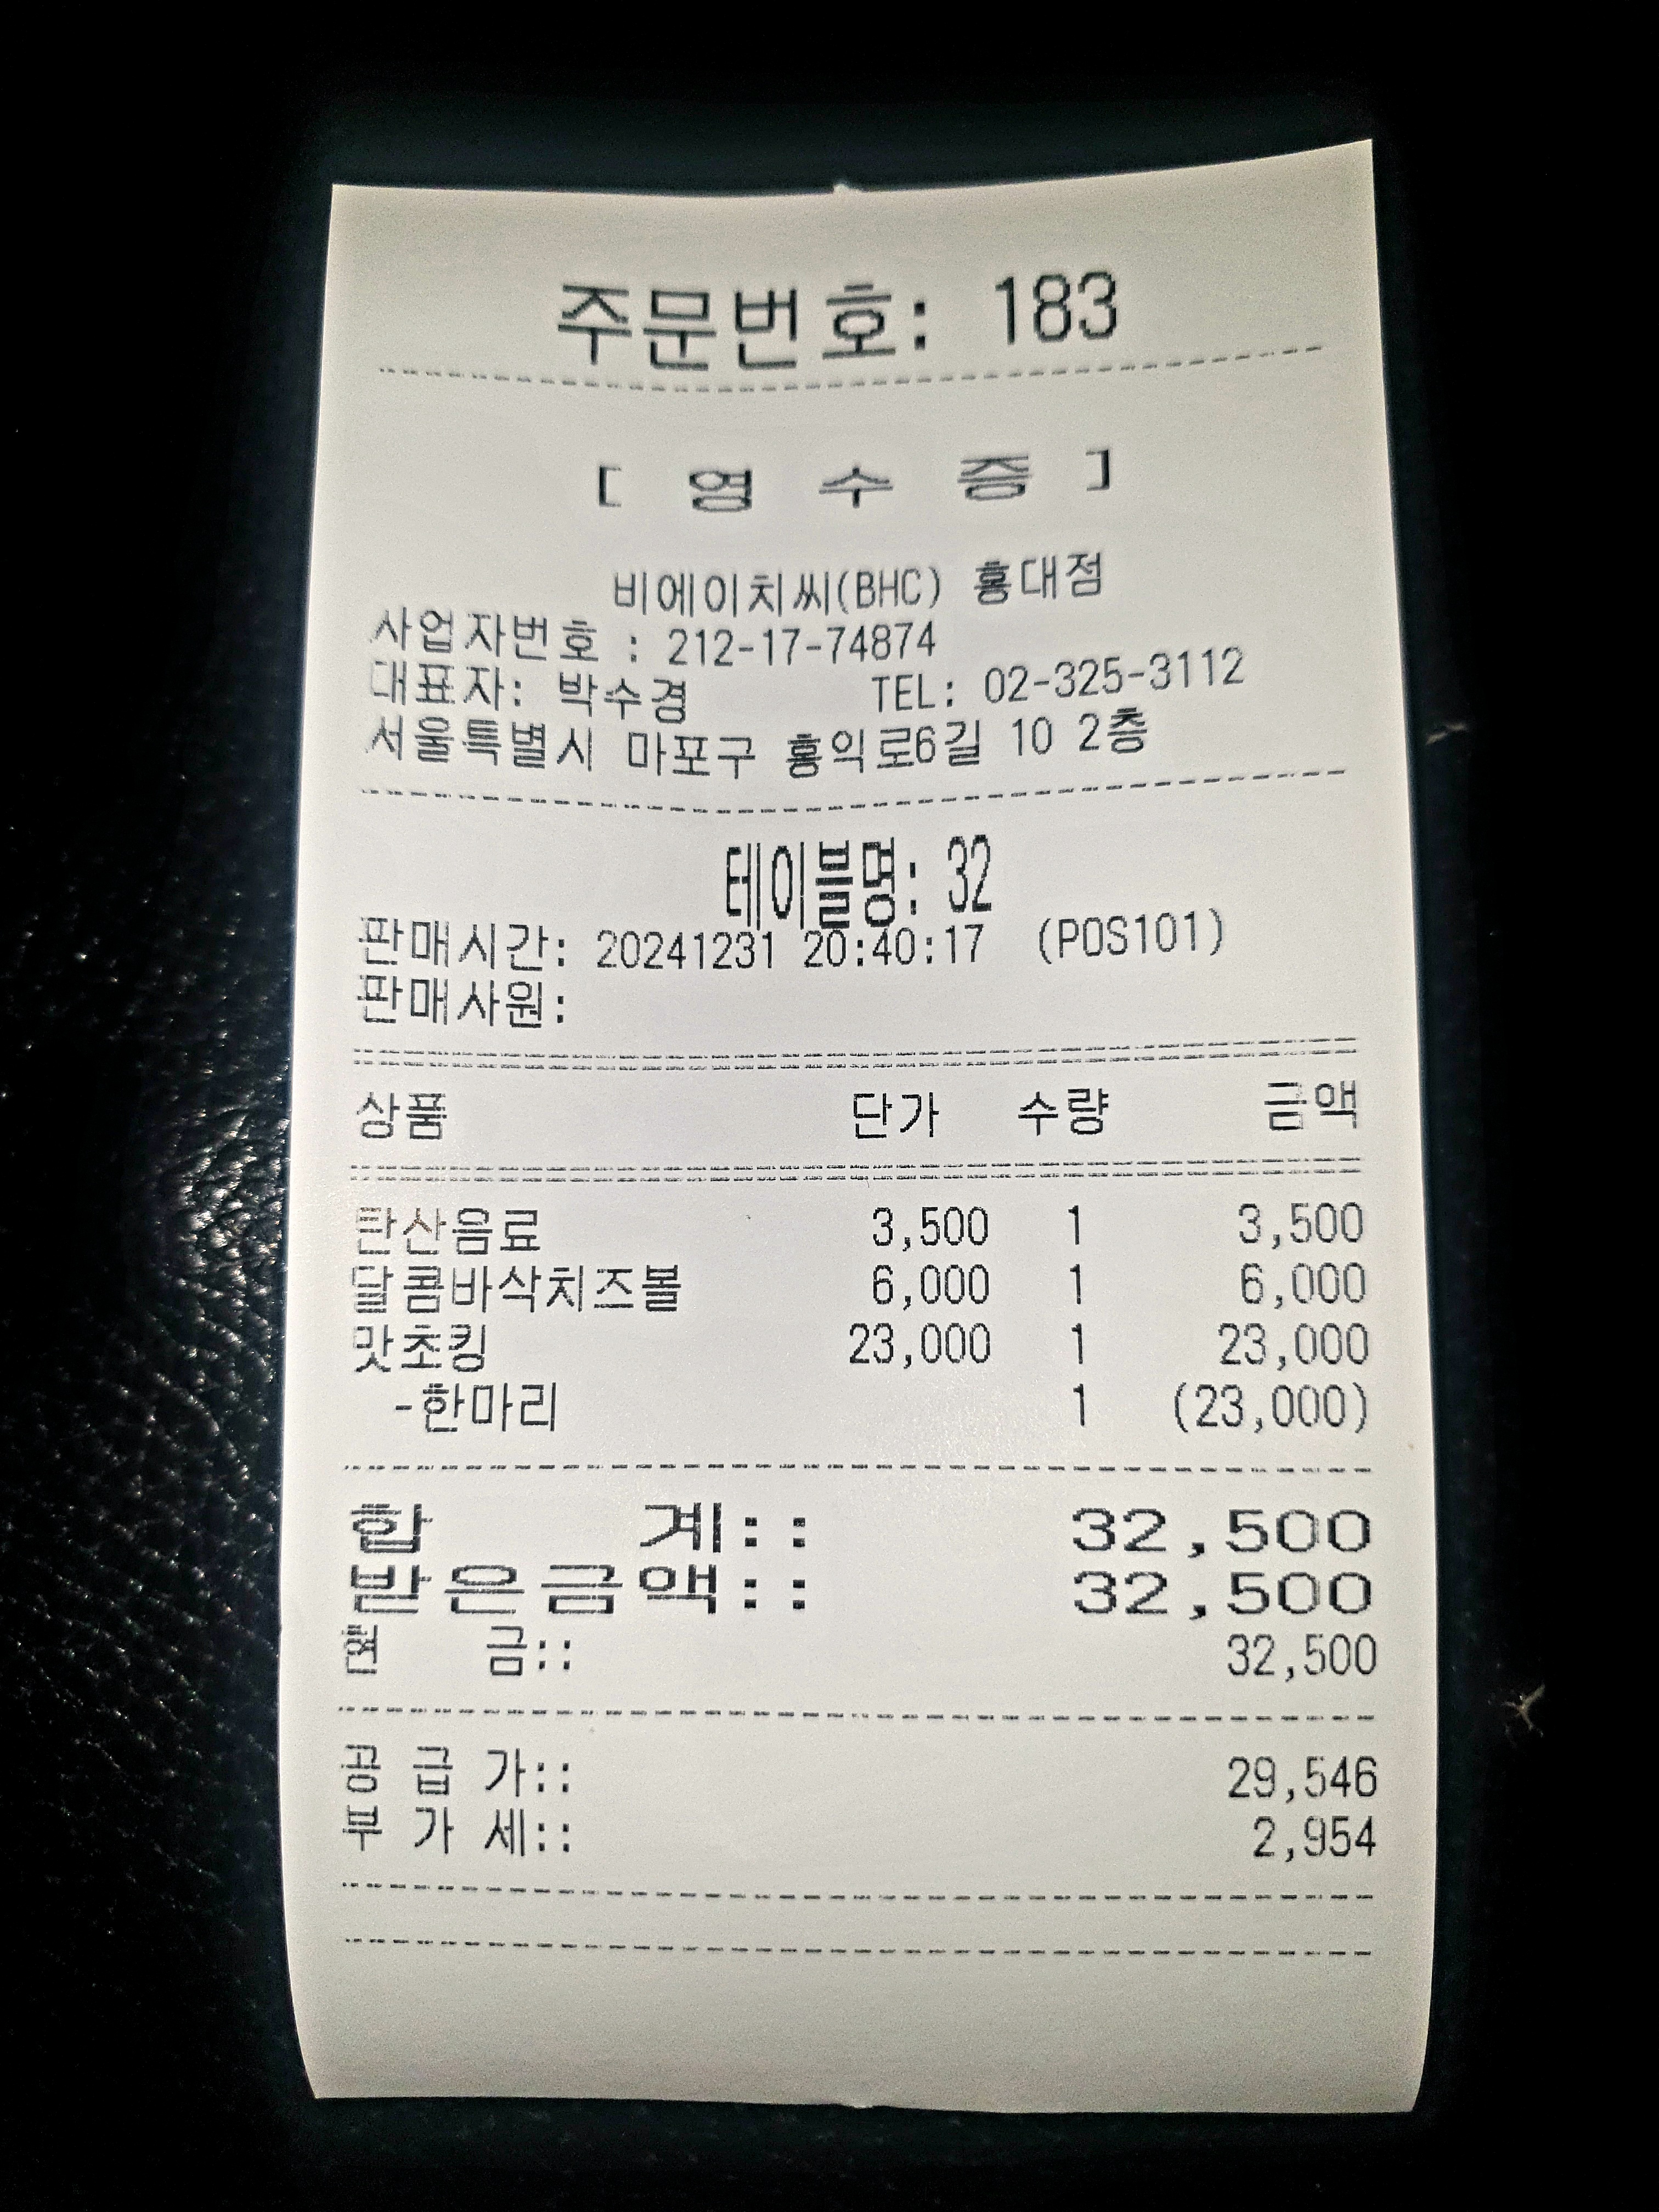 주문번호: 183
[ 영 수 증 ]
비에이치씨(BHC) 홍대점
사업자번호 : 212-17-74874
대표자: 박수경 TEL: 02-325-3112
서울특별시 마포구 홍익로6길 10 2층
테이블명: 32
판매시간: 20241231 20:40:17 (POS101)
판매사원:
상품 단가 수량 금액
탄산음료 3,500 1 3,500
달콤바삭치즈볼 6,000 1 6,000
맛초킹 23,000 1 23,000
-한마리 1 (23,000)
합 계:: 32,500
받은금액:: 32,500
현 금:: 32,500
공 급 가:: 29,546
부 가 세:: 2,954